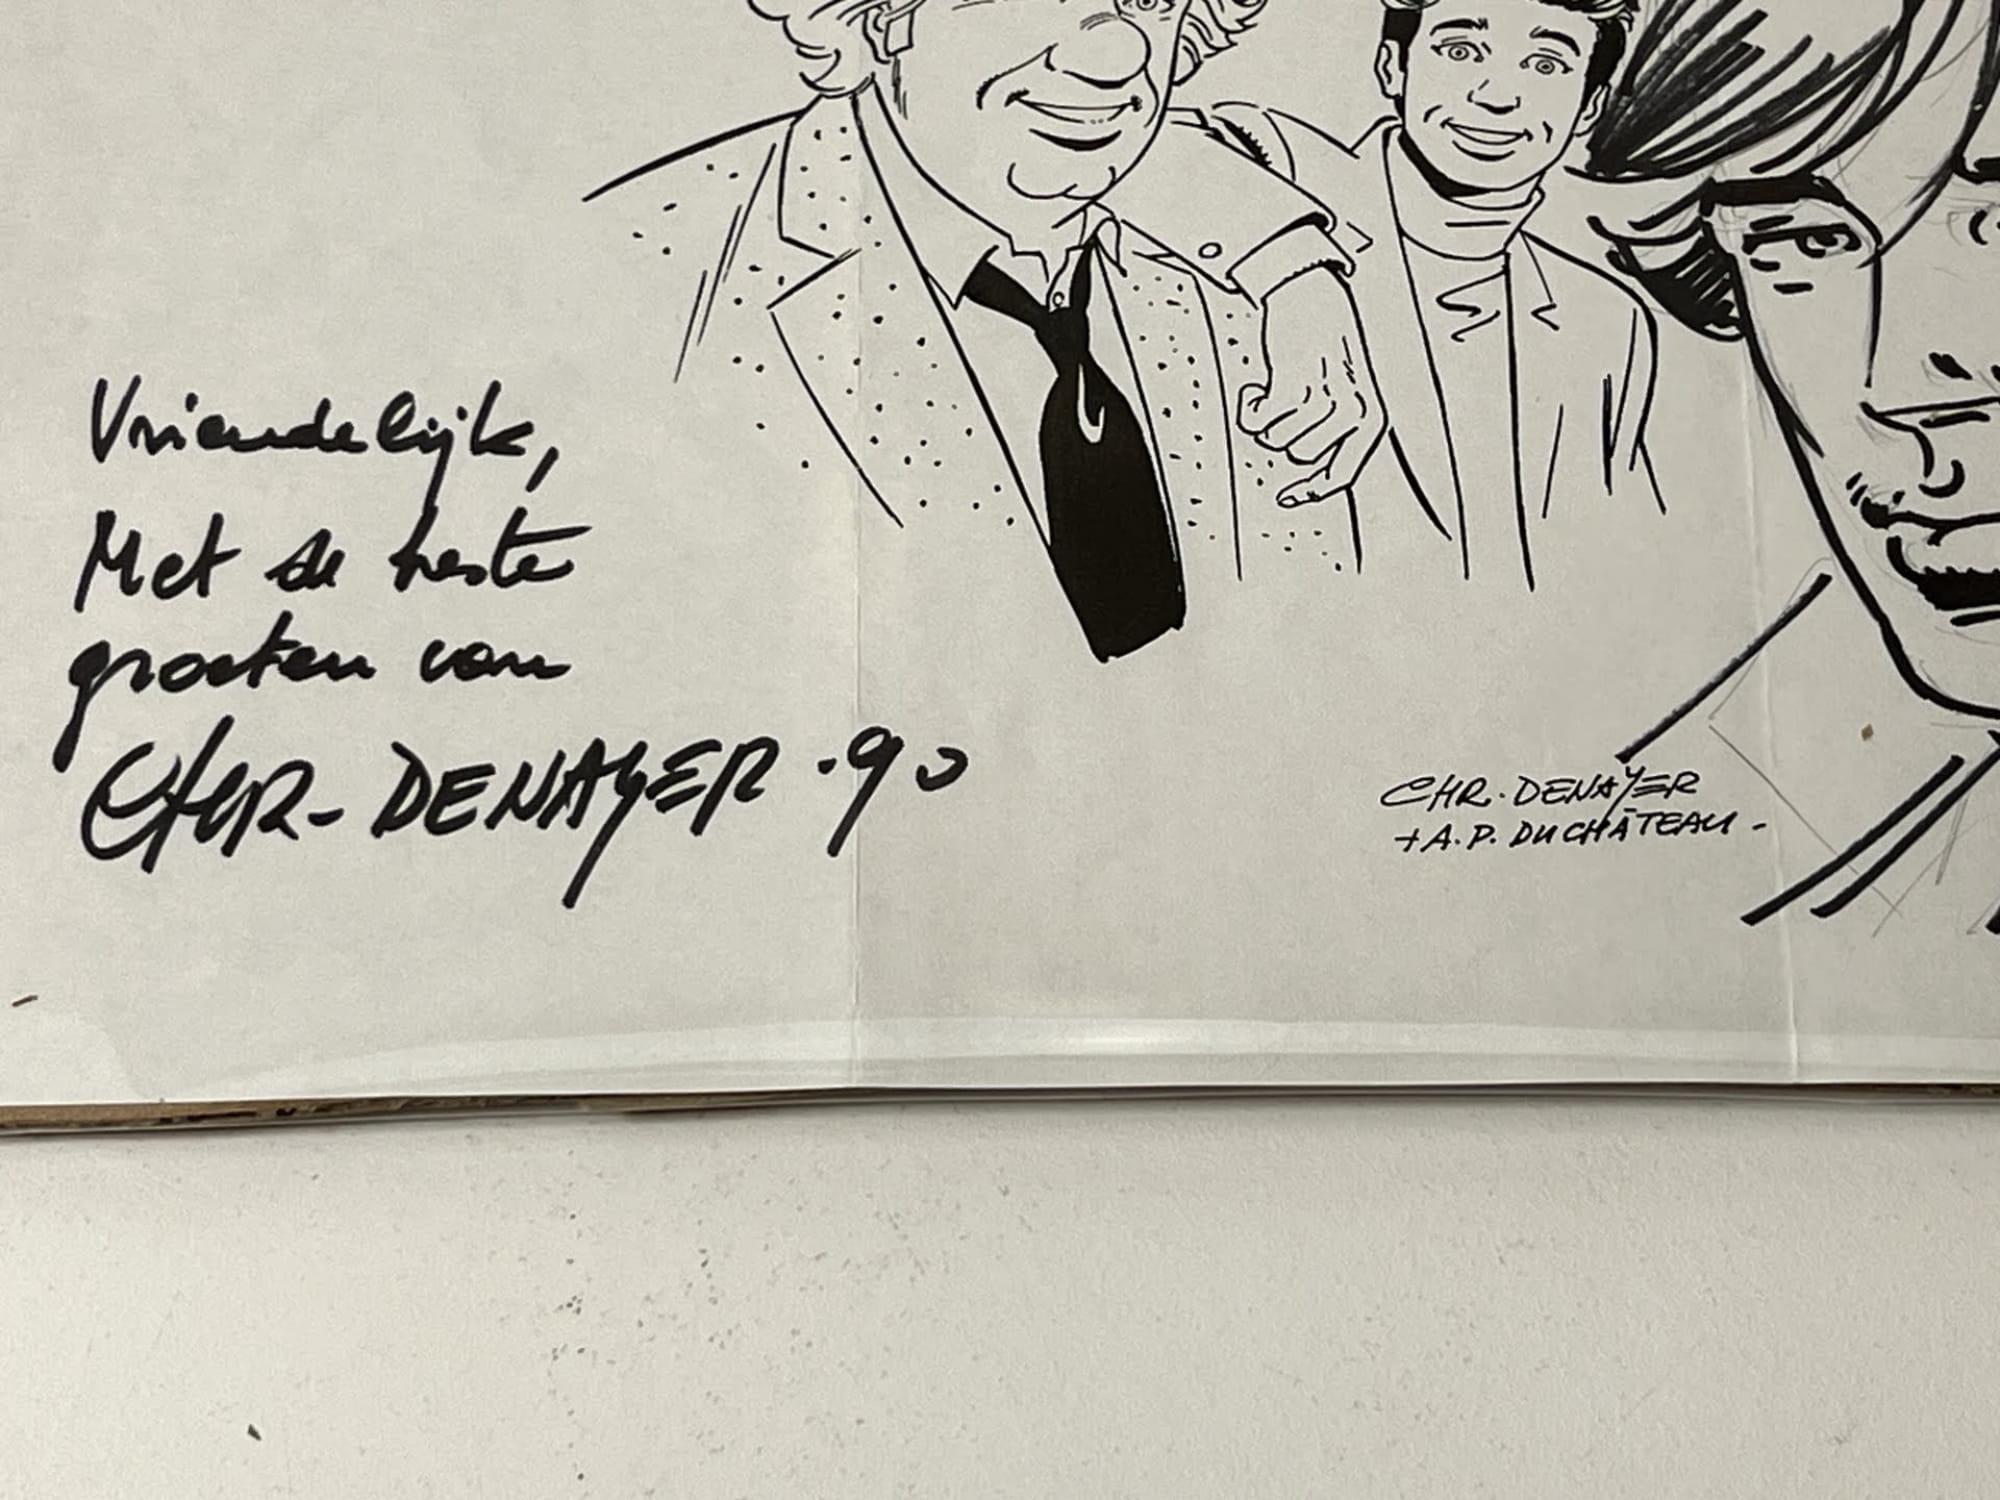 Vriendelijk,
Met de beste
groeten van
CHR. DENAYER .90
CHR. DENAYER
+ A. P. DUCHÂTEAU -